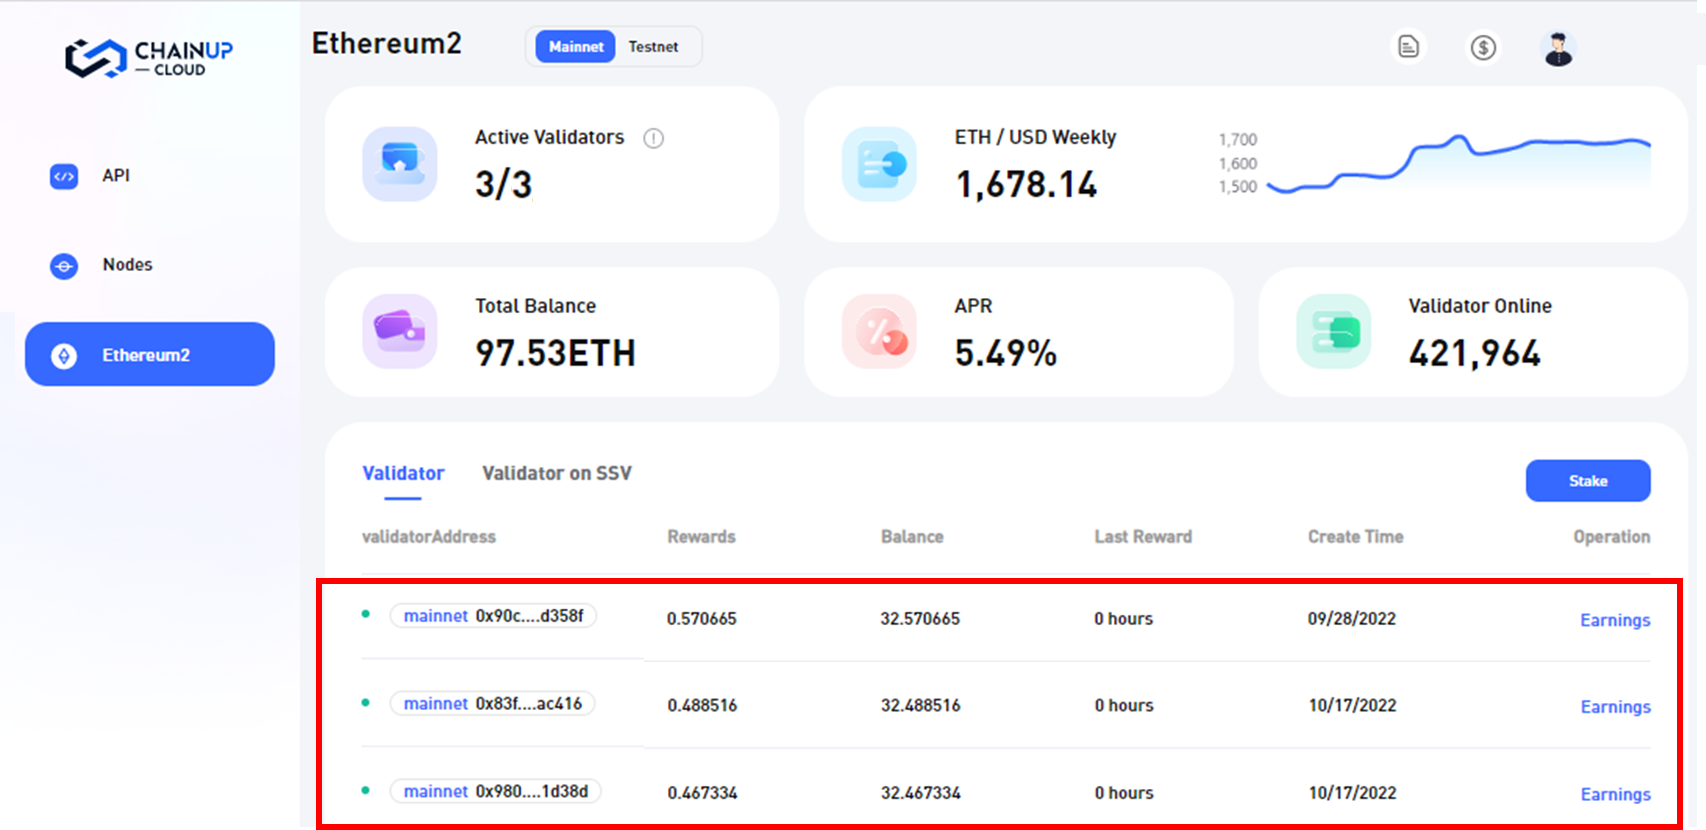 CHAINUP
CLOUD
API
Nodes
Ethereum2
Ethereum2
Mainnet Testnet
Active Validators
3/3
ETH / USD Weekly
1,678.14
1,700
1,600
1,500
Total Balance
97.53ETH
APR
5.49%
Validator Online
421,964
Validator Validator on SSV
Stake
validatorAddress Rewards Balance Last Reward Create Time Operation
mainnet 0x90c....d358f 0.570665 32.570665 0 hours 09/28/2022 Earnings
mainnet 0x83f....ac416 0.488516 32.488516 0 hours 10/17/2022 Earnings
mainnet 0x980....1d38d 0.467334 32.467334 0 hours 10/17/2022 Earnings